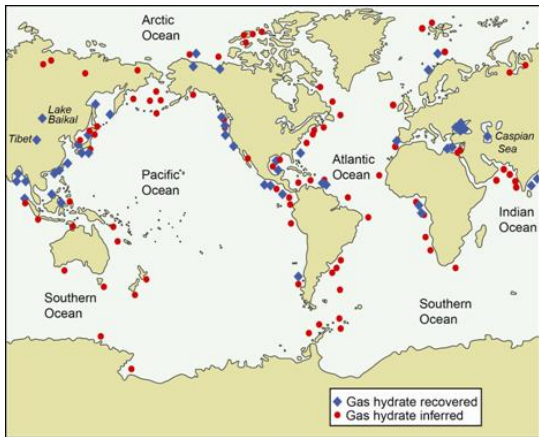 Arctic
Ocean
Lake
Baikal
Tibet
Caspian
Sea
Pacific
Ocean
Atlantic
Ocean
Indian
Ocean
Southern
Ocean
Southern
Ocean
Gas hydrate recovered
Gas hydrate inferred